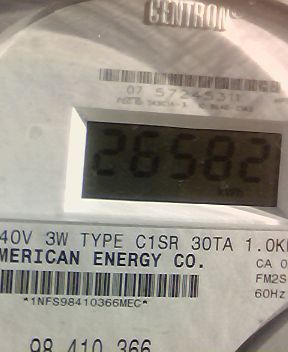 CENTRON
07 57245311
26582
kWh
40V 3W TYPE C1SR 30TA 1.0K
MERICAN ENERGY CO.
CA 0
FM2S
60Hz
*1NFS98410366MEC*
98 410 366